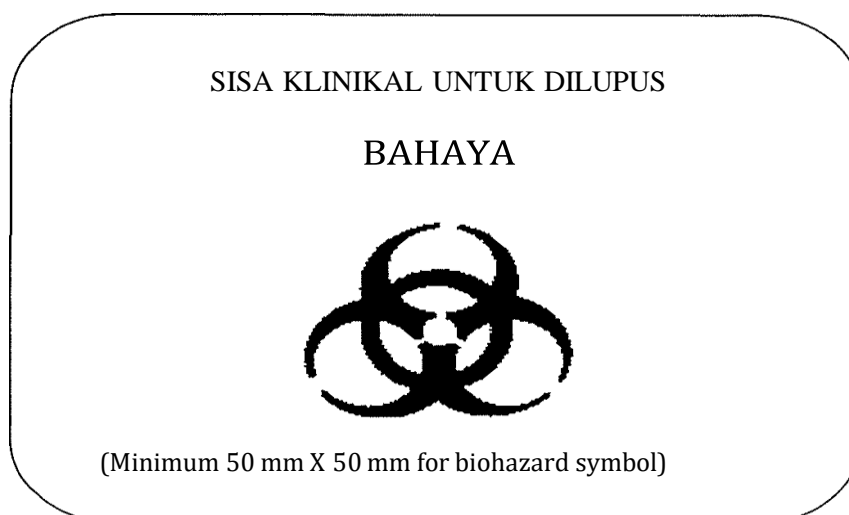 SISA KLINIKAL UNTUK DILUPUS
BAHAYA
(Minimum 50 mm X 50 mm for biohazard symbol)